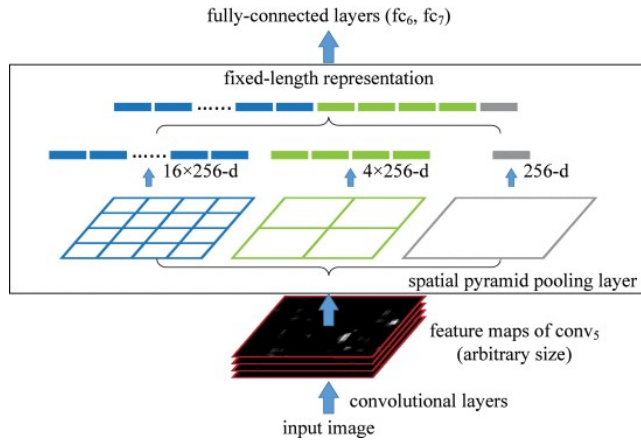 fully-connected layers (fc₆, fc₇)
fixed-length representation
......
......
16×256-d
4×256-d
256-d
spatial pyramid pooling layer
feature maps of conv₅
(arbitrary size)
convolutional layers
input image